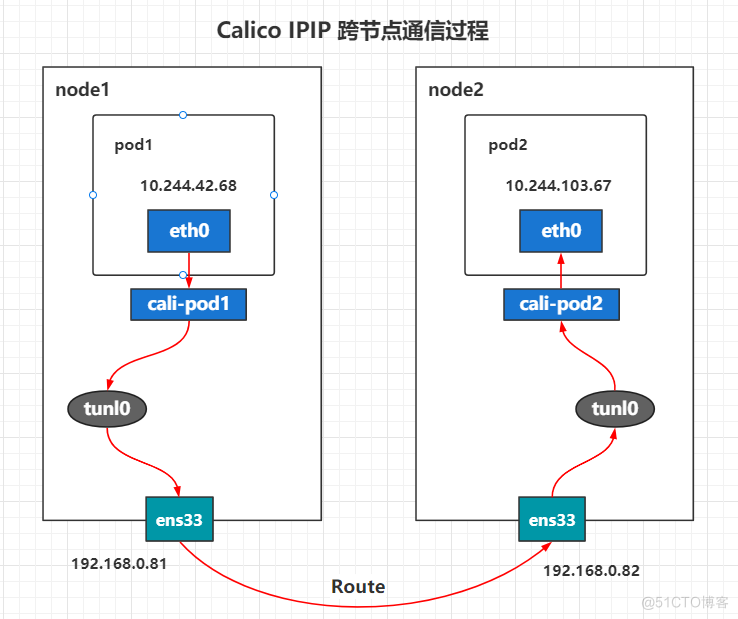 Calico IPIP 跨节点通信过程
node1
pod1
10.244.42.68
eth0
cali-pod1
tunl0
ens33
192.168.0.81
node2
pod2
10.244.103.67
eth0
cali-pod2
tunl0
ens33
192.168.0.82
Route
@51CTO博客